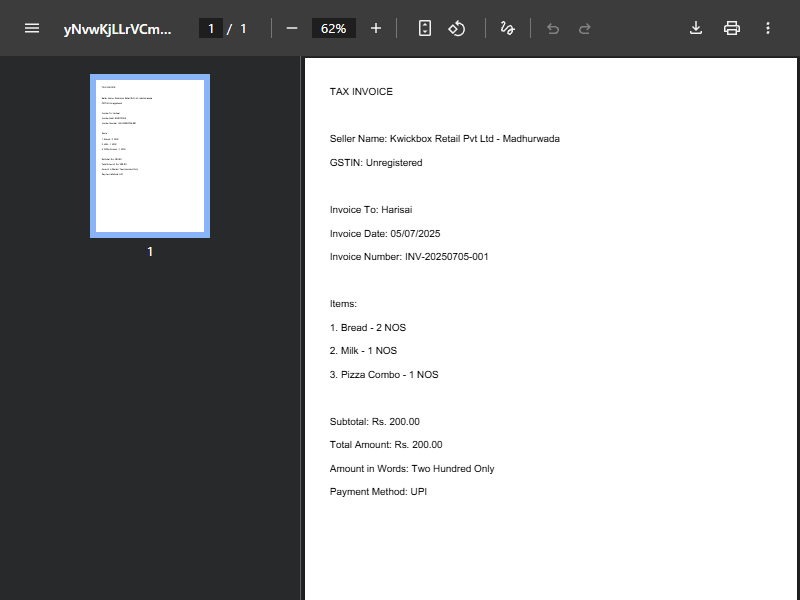 yNvwKjLLrVCm...
1 / 1
62%
1
TAX INVOICE
Seller Name: Kwickbox Retail Pvt Ltd - Madhurwada
GSTIN: Unregistered
Invoice To: Harisai
Invoice Date: 05/07/2025
Invoice Number: INV-20250705-001
Items:
1. Bread - 2 NOS
2. Milk - 1 NOS
3. Pizza Combo - 1 NOS
Subtotal: Rs. 200.00
Total Amount: Rs. 200.00
Amount in Words: Two Hundred Only
Payment Method: UPI